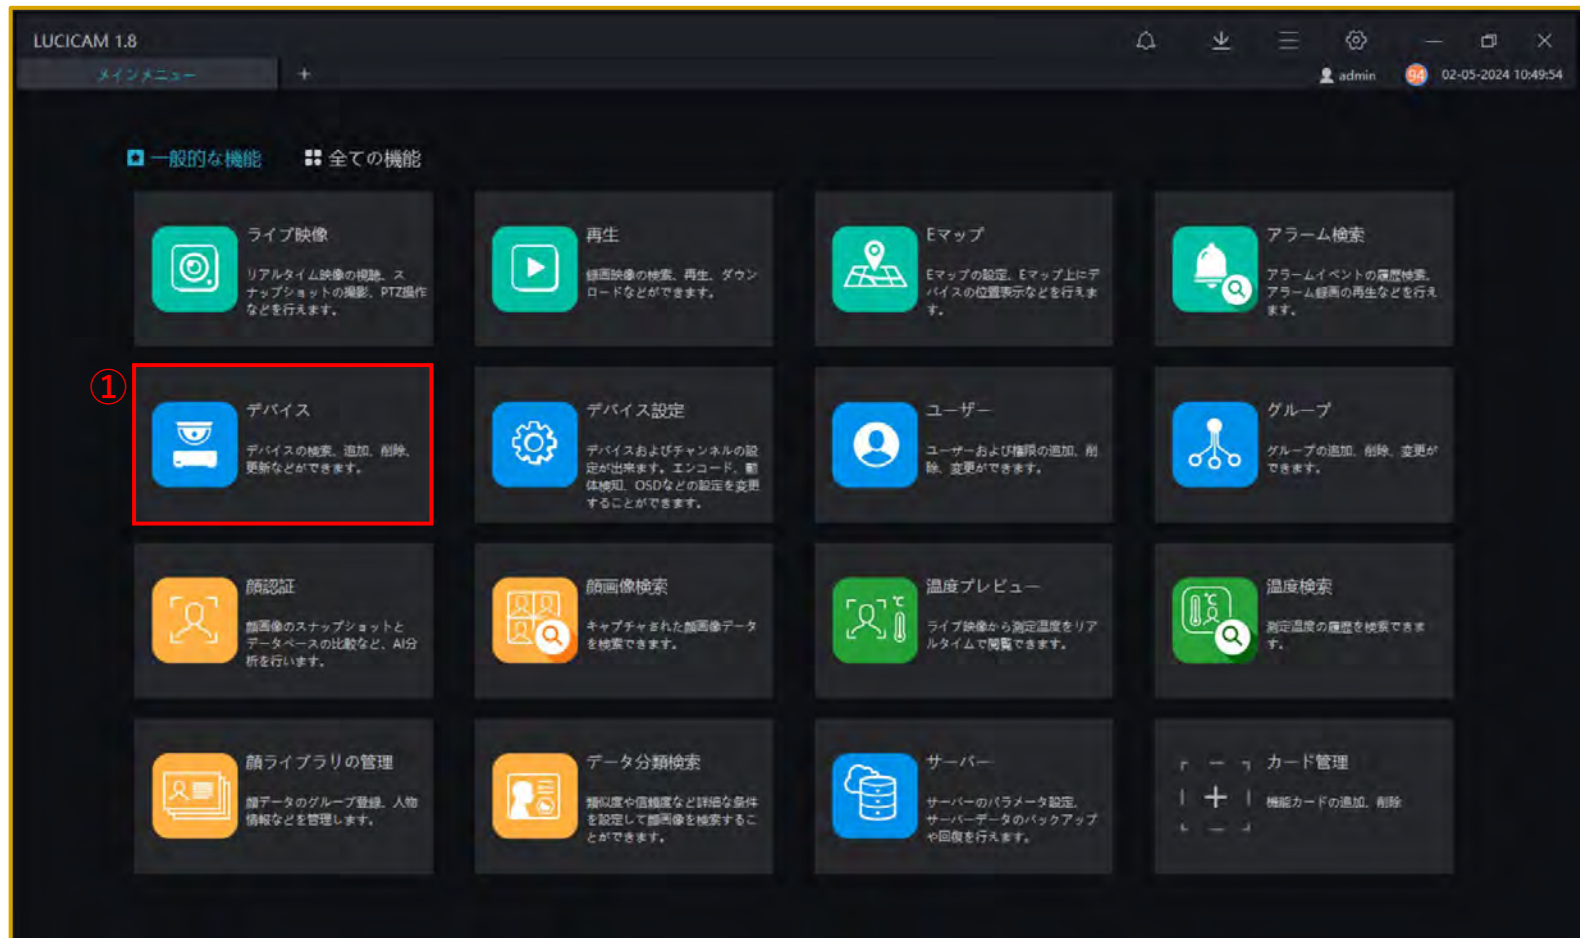 LUCICAM 1.8
メインメニュー
+
admin
94
02-05-2024 10:49:54
一般的な機能
全ての機能
ライブ映像
リアルタイム映像の視聴、ス
ナップショットの撮影、PTZ操作
などを行えます。
再生
録画映像の検索、再生、ダウン
ロードなどができます。
Eマップ
Eマップの設定、Eマップ上にデ
バイスの位置表示などを行えま
す。
アラーム検索
アラームイベントの履歴検索、
アラーム録画の再生などを行え
ます。
①
デバイス
デバイスの検索、追加、削除、
更新などができます。
デバイス設定
デバイスおよびチャンネルの設
定が出来ます。エンコード、動
体検知、OSDなどの設定を変更
することができます。
ユーザー
ユーザーおよび権限の追加、削
除、変更ができます。
グループ
グループの追加、削除、変更が
できます。
顔認証
顔画像のスナップショットと
データベースの比較など、AI分
析を行います。
顔画像検索
キャプチャされた顔画像データ
を検索できます。
温度プレビュー
ライブ映像から測定温度をリア
ルタイムで閲覧できます。
温度検索
測定温度の履歴を検索できま
す。
顔ライブラリの管理
顔データのグループ登録、人物
情報などを管理します。
データ分類検索
類似度や信頼度など詳細な条件
を設定して顔画像を検索するこ
とができます。
サーバー
サーバーのパラメータ設定、
サーバーデータのバックアップ
や回復を行えます。
カード管理
機能カードの追加、削除